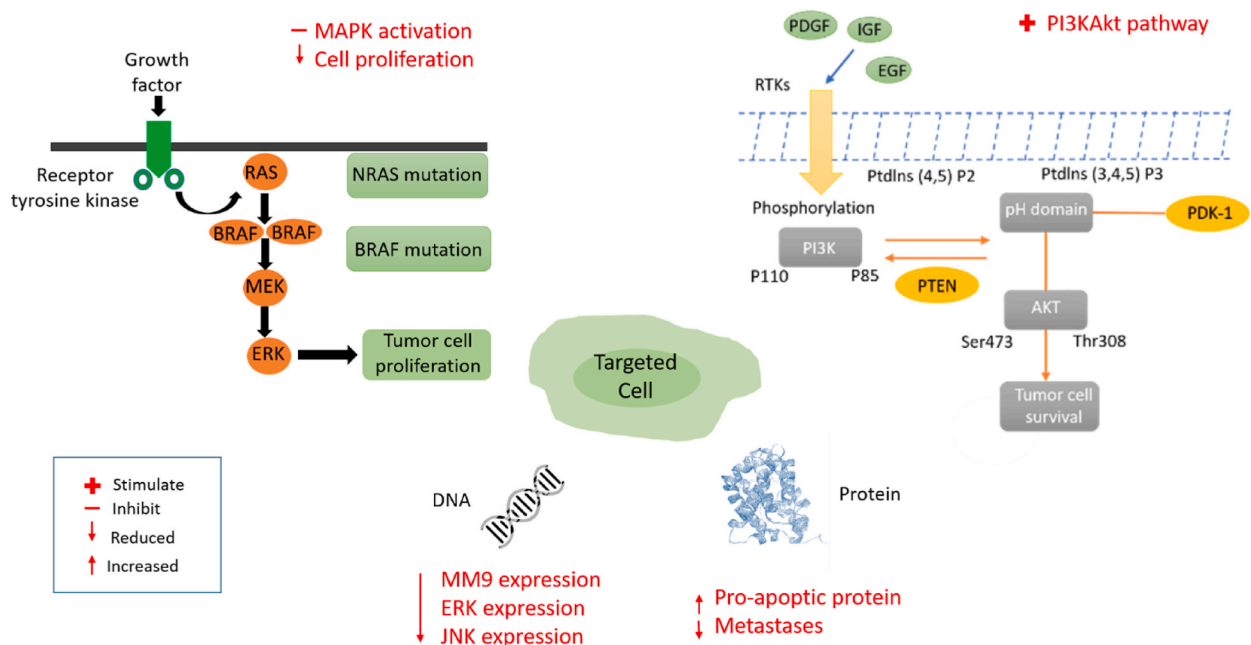 MAPK activation
Cell proliferation
Growth
factor
Receptor
tyrosine kinase
RAS
BRAF BRAF
MEK
ERK
NRAS mutation
BRAF mutation
Tumor cell
proliferation
PI3KAkt pathway
PDGF
IGF
EGF
RTKs
PtdIns (4,5) P2
PtdIns (3,4,5) P3
Phosphorylation
PI3K
P110
P85
PTEN
pH domain
PDK-1
AKT
Ser473
Thr308
Tumor cell
survival
Targeted
Cell
Stimulate
Inhibit
Reduced
Increased
DNA
MM9 expression
ERK expression
JNK expression
Protein
Pro-apoptic protein
Metastases